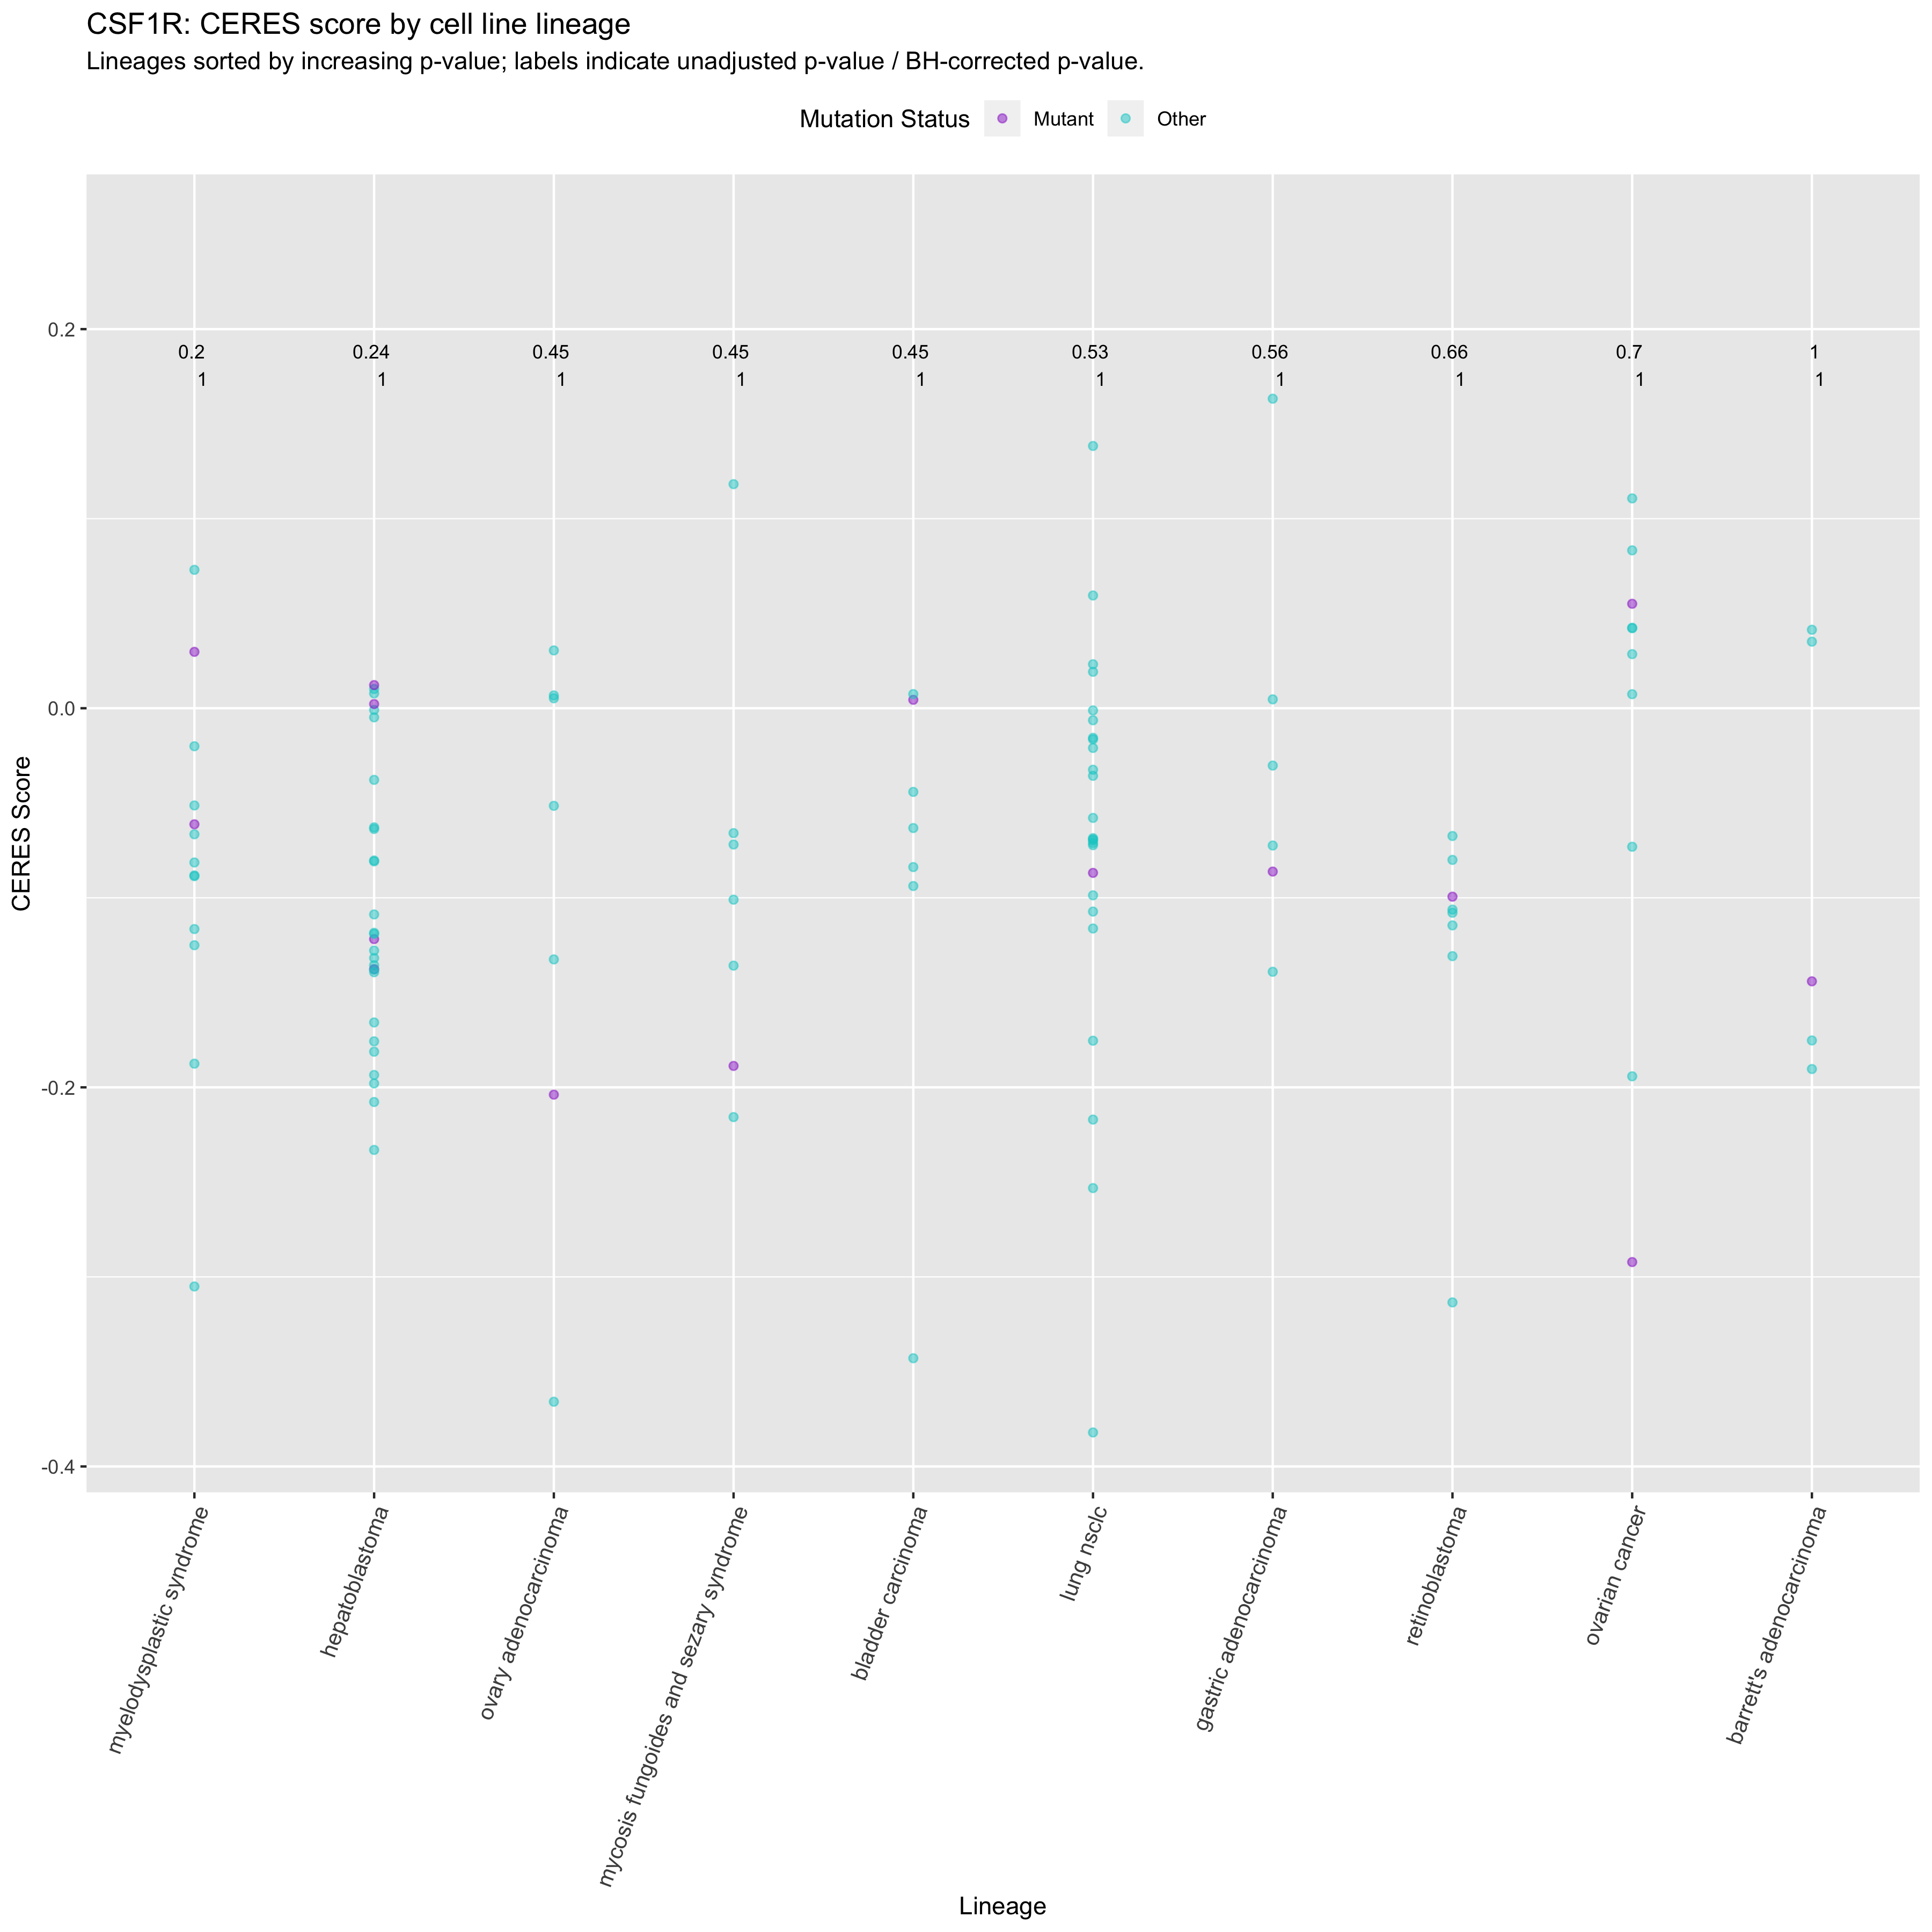 CSF1R: CERES score by cell line lineage
Lineages sorted by increasing p-value; labels indicate unadjusted p-value / BH-corrected p-value.
Mutation Status Mutant Other
0.2
0.2 0.24 0.45 0.45 0.45 0.53 0.56 0.66 0.7 1
1 1 1 1 1 1 1 1 1 1
0.0
CERES Score
-0.2
-0.4
myelodysplastic syndrome
hepatoblastoma
ovary adenocarcinoma
mycosis fungoides and sezary syndrome
bladder carcinoma
lung nsclc
gastric adenocarcinoma
retinoblastoma
ovarian cancer
barrett's adenocarcinoma
Lineage